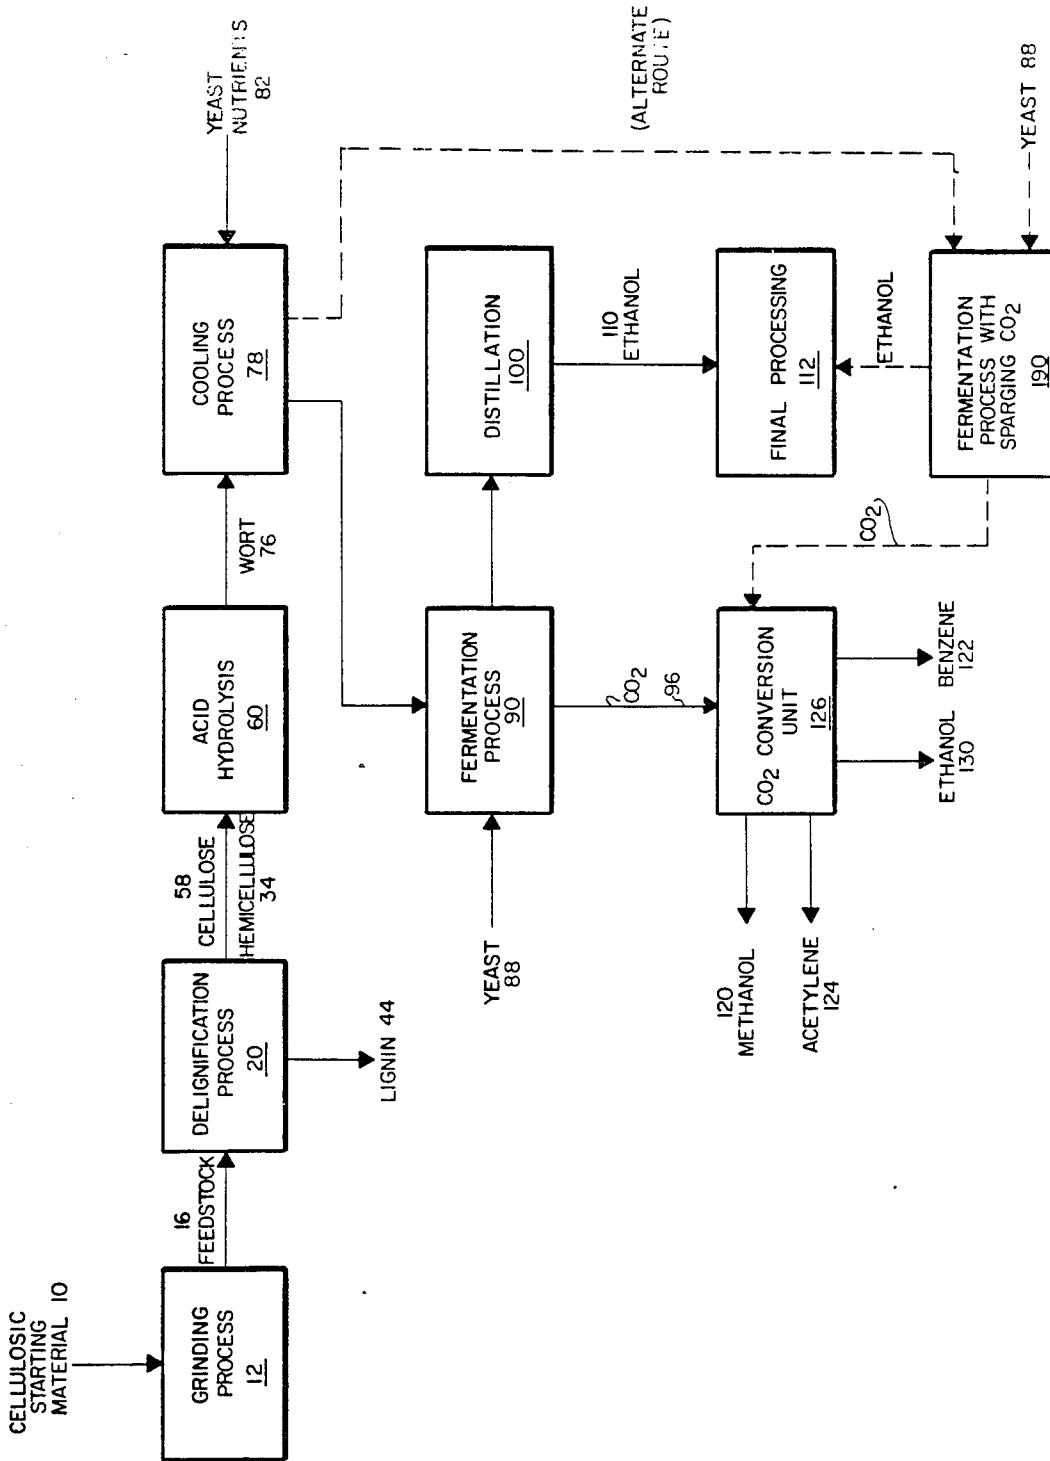 CELLULOSIC
STARTING
MATERIAL 10
GRINDING
PROCESS
12
16
FEEDSTOCK
DELIGNIFICATION
PROCESS
20
LIGNIN 44
58
CELLULOSE
HEMICELLULOSE
34
ACID
HYDROLYSIS
60
WORT
76
COOLING
PROCESS
78
YEAST
NUTRIENTS
82
(ALTERNATE
ROUTE)
YEAST
88
FERMENTATION
PROCESS
90
DISTILLATION
100
CO2
96
110
ETHANOL
120
METHANOL
ACETYLENE
124
CO2 CONVERSION
UNIT
126
ETHANOL
130
BENZENE
122
CO2
FINAL PROCESSING
112
ETHANOL
FERMENTATION
PROCESS WITH
SPARGING CO2
190
YEAST 88